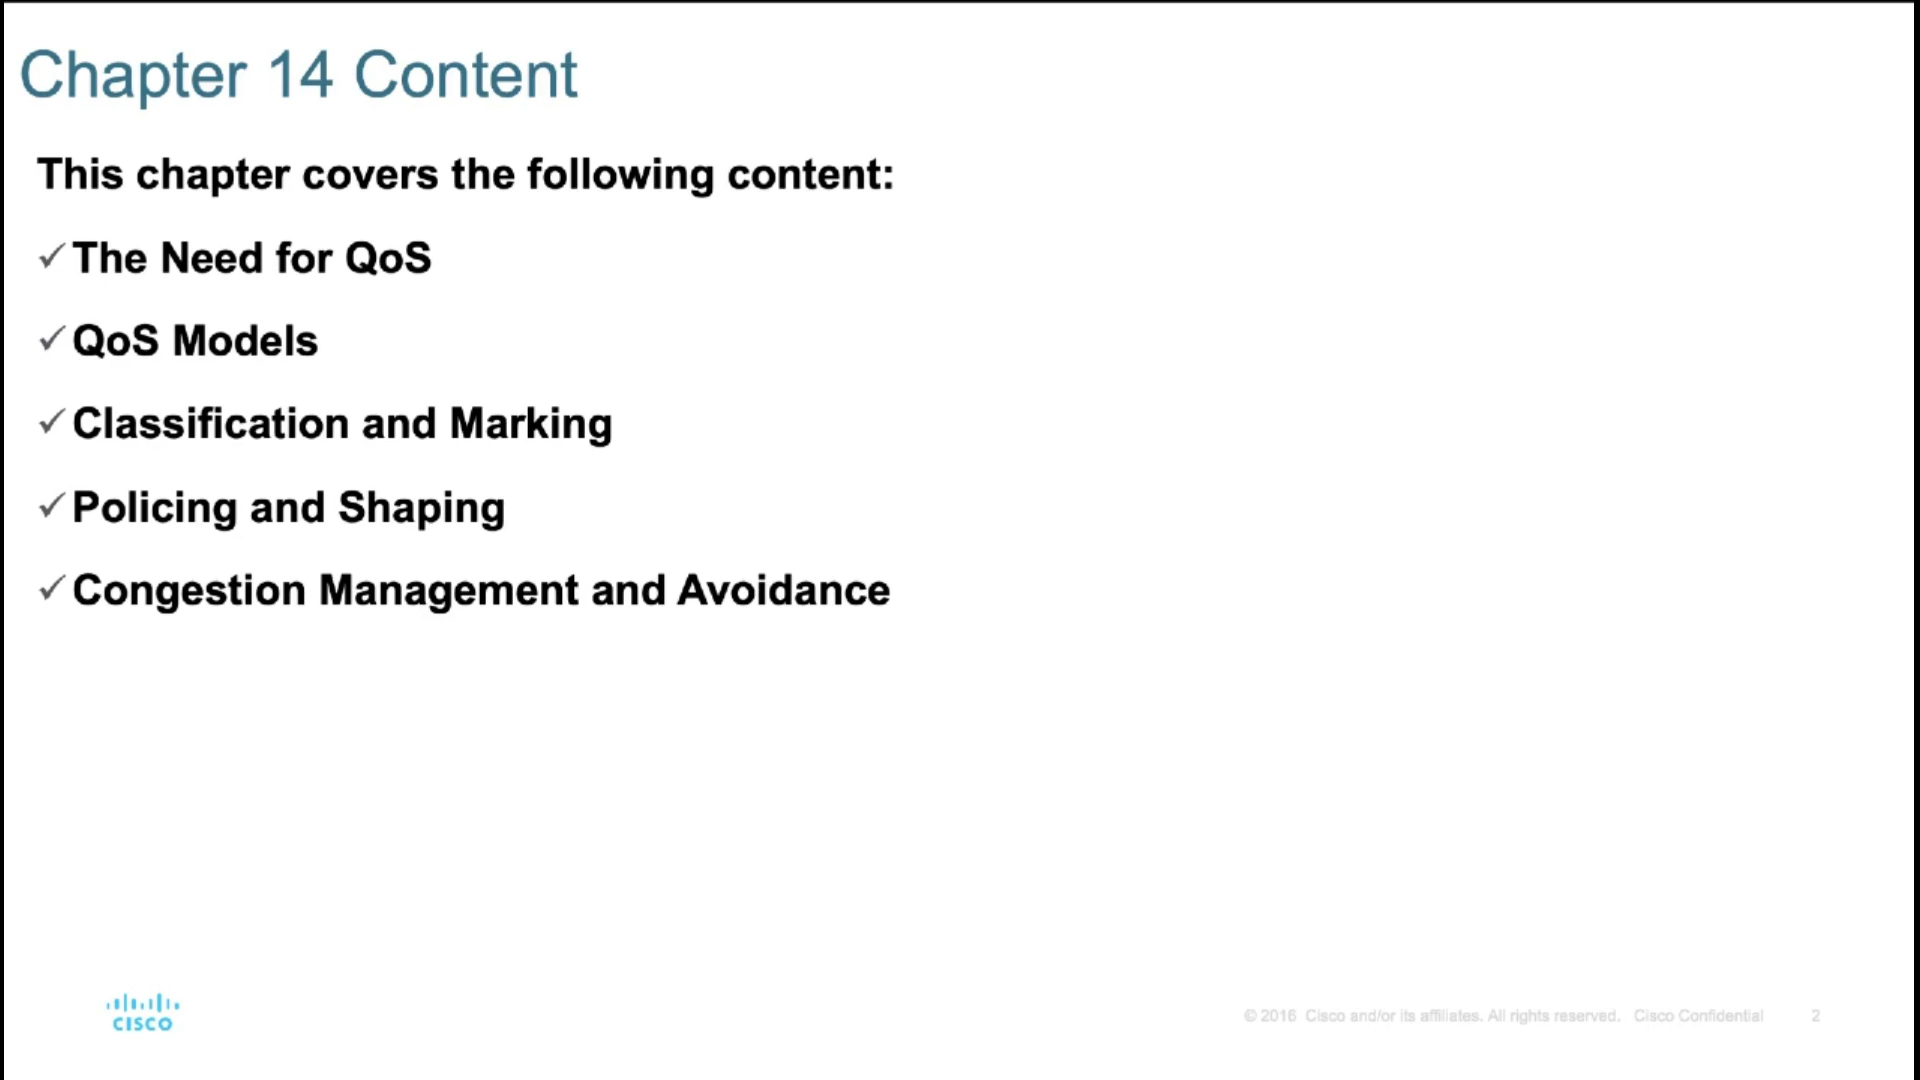 Chapter 14 Content
This chapter covers the following content:
✓ The Need for QoS
✓ QoS Models
✓ Classification and Marking
✓ Policing and Shaping
✓ Congestion Management and Avoidance
CISCO
© 2016 Cisco and/or its affiliates. All rights reserved. Cisco Confidential 2